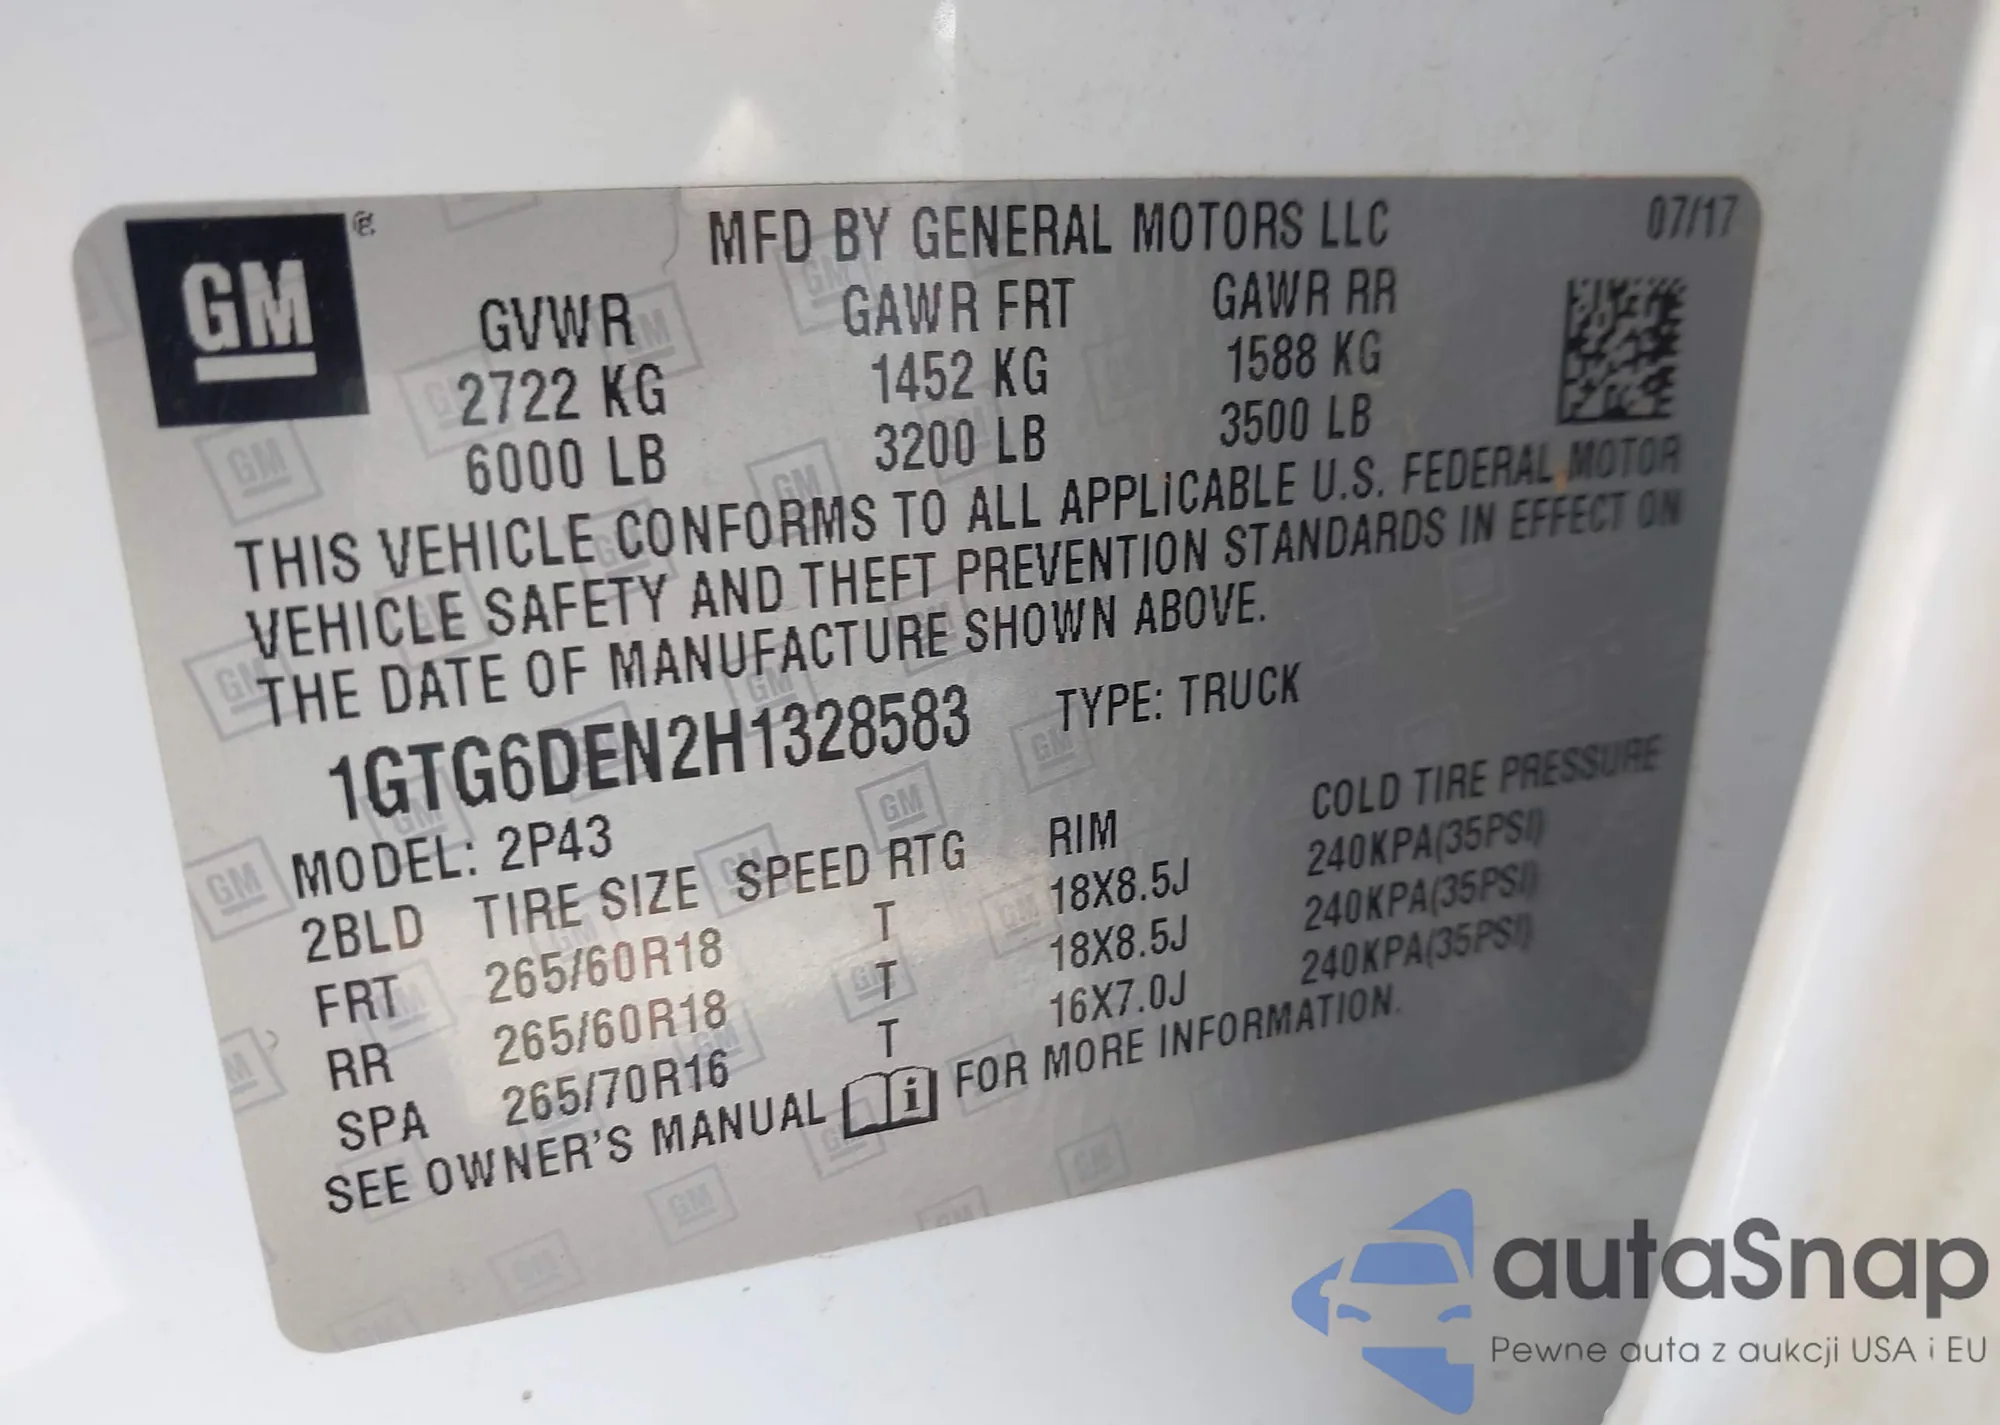 GM
MFD BY GENERAL MOTORS LLC 07/17
GVWR GAWR FRT GAWR RR
2722 KG 1452 KG 1588 KG
6000 LB 3200 LB 3500 LB
THIS VEHICLE CONFORMS TO ALL APPLICABLE U.S. FEDERAL MOTOR
VEHICLE SAFETY AND THEFT PREVENTION STANDARDS IN EFFECT ON
THE DATE OF MANUFACTURE SHOWN ABOVE.
1GTG6DEN2H1328583 TYPE: TRUCK
MODEL: 2P43
2BLD TIRE SIZE SPEED RTG RIM COLD TIRE PRESSURE
FRT 265/60R18 T 18X8.5J 240KPA(35PSI)
RR 265/60R18 T 18X8.5J 240KPA(35PSI)
SPA 265/70R16 T 16X7.0J 240KPA(35PSI)
SEE OWNER'S MANUAL i FOR MORE INFORMATION.
autaSnap
Pewne auta z aukcji USA i EU